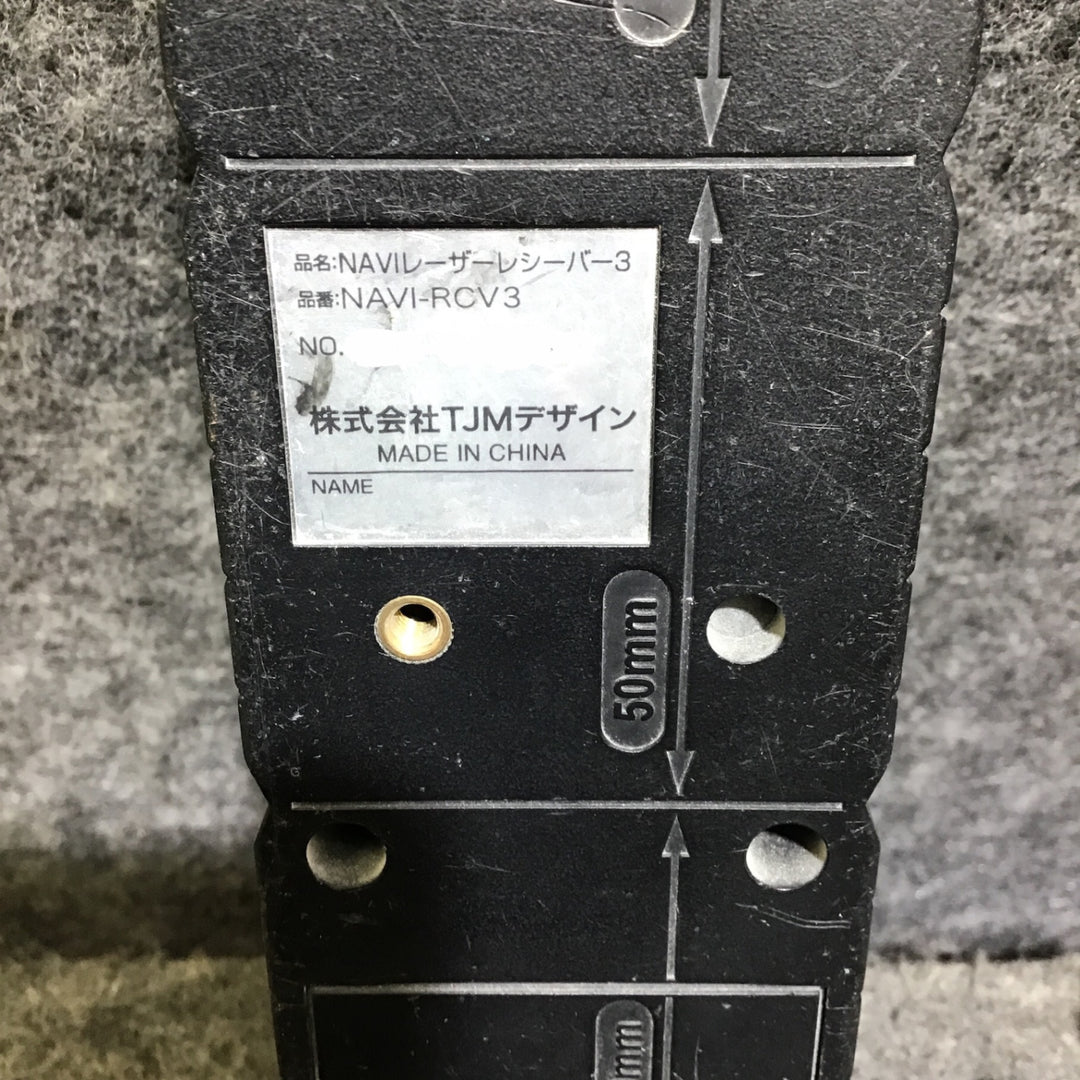 品名:NAVIレーザーレシーバー3
品番:NAVI-RCV3
NO.
株式会社TJMデザイン
MADE IN CHINA
NAME
50mm
mm